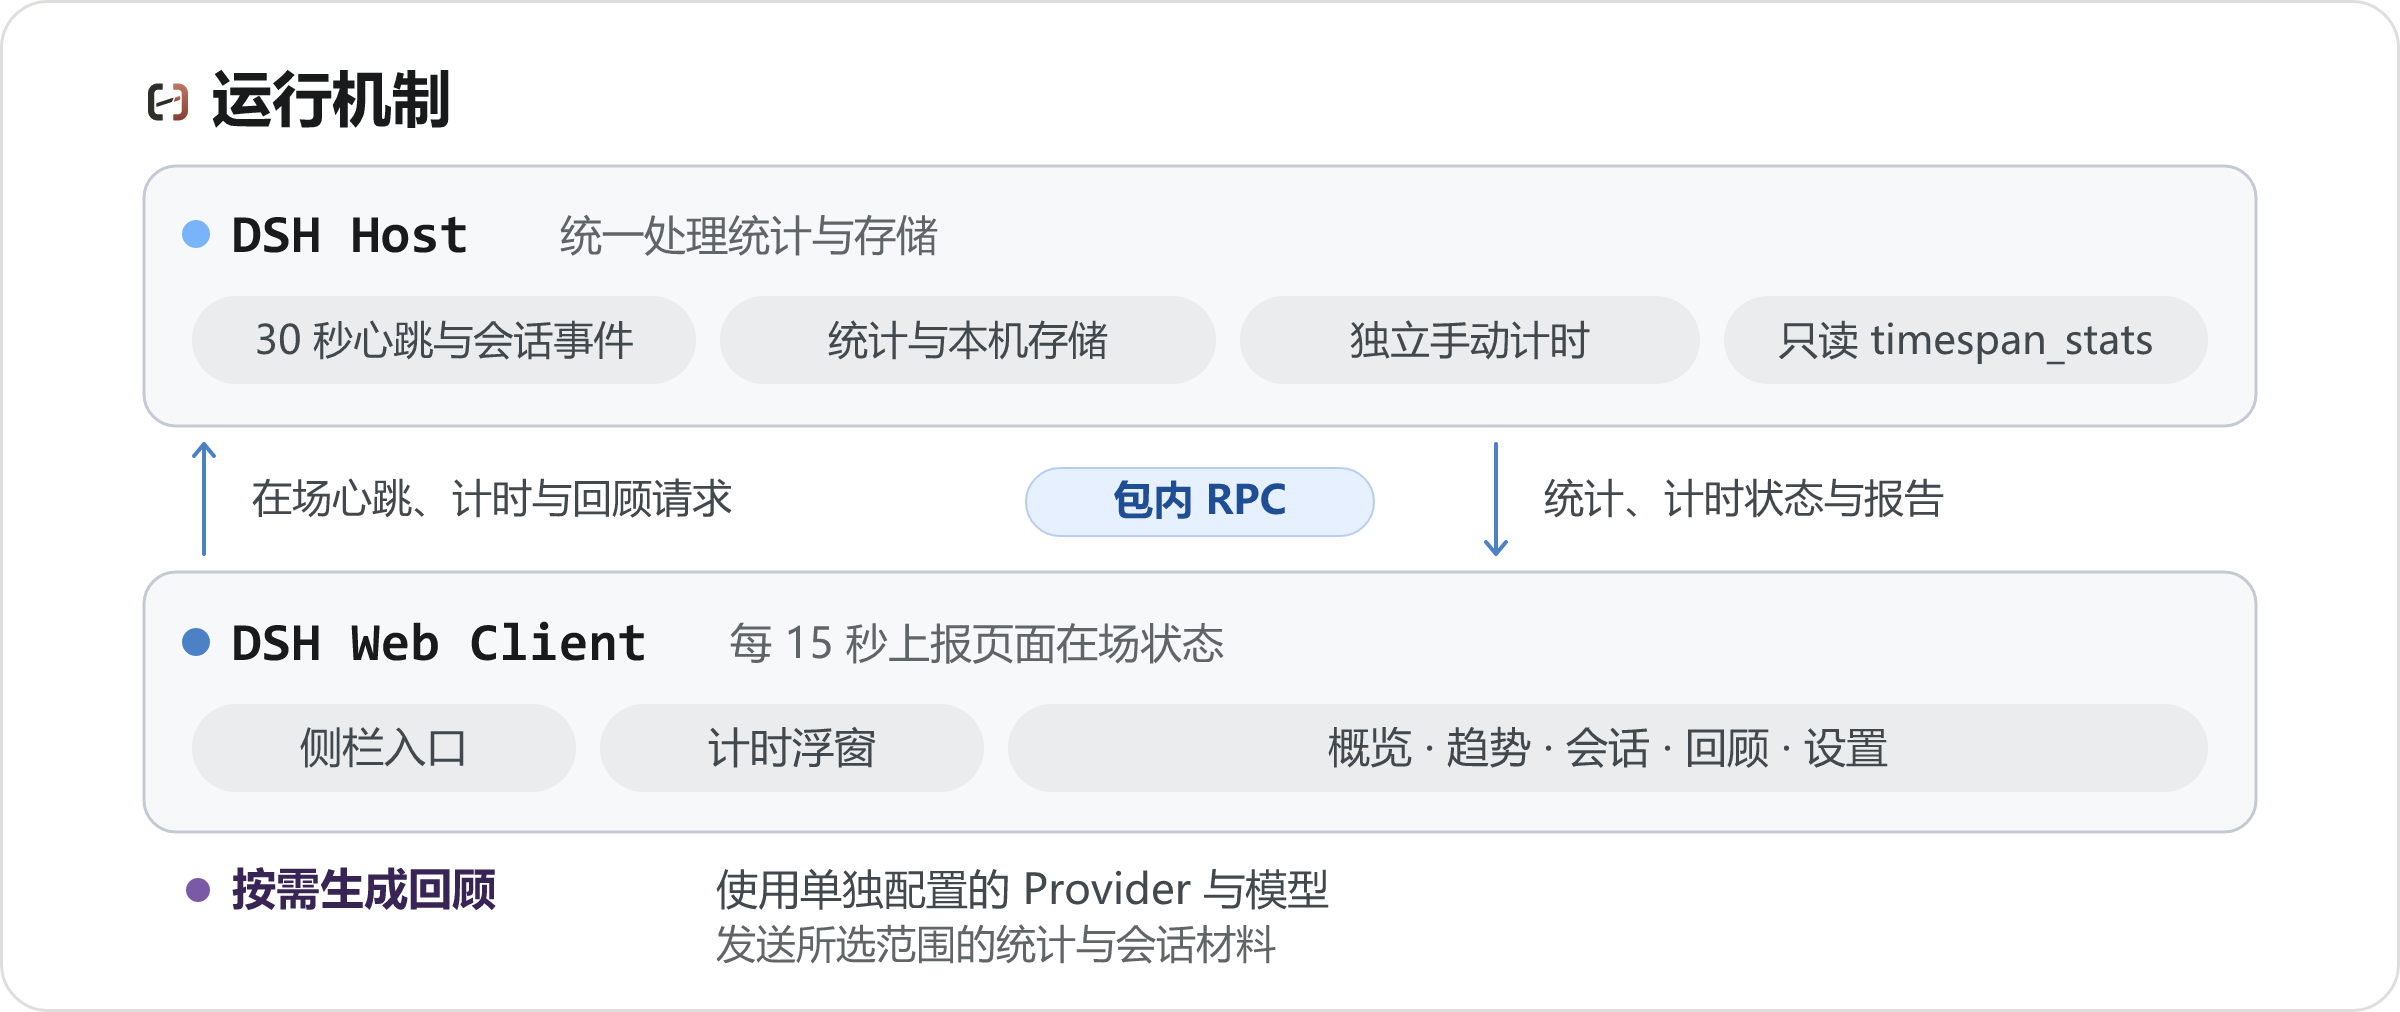 运行机制
DSH Host 统一处理统计与存储
30 秒心跳与会话事件 统计与本机存储 独立手动计时 只读 timespan_stats
在场心跳、计时与回顾请求 包内 RPC 统计、计时状态与报告
DSH Web Client 每 15 秒上报页面在场状态
侧栏入口 计时浮窗 概览 · 趋势 · 会话 · 回顾 · 设置
按需生成回顾 使用单独配置的 Provider 与模型
发送所选范围的统计与会话材料